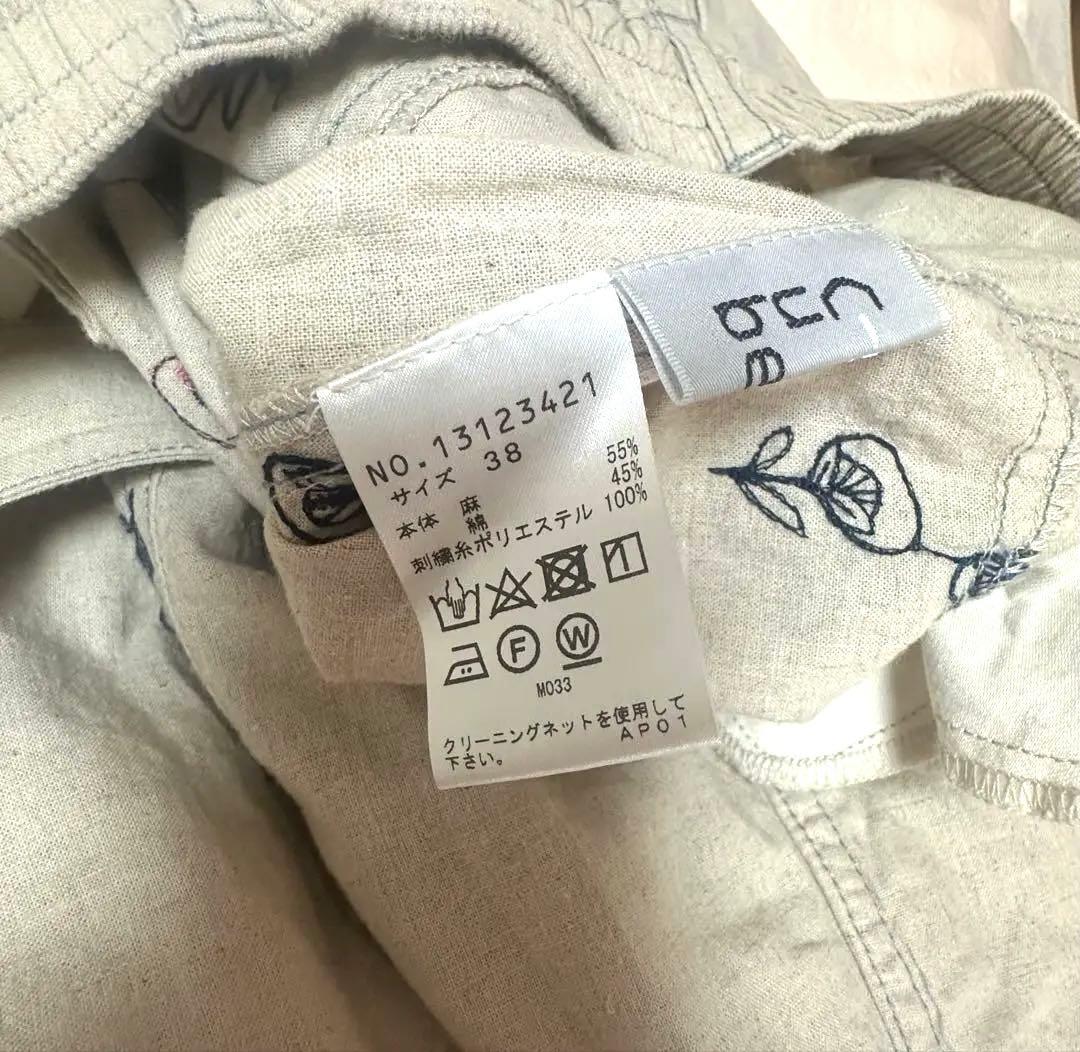 NO.13123421
サイズ 38
本体 麻 55%
綿 45%
刺繍糸ポリエステル 100%
F W
M033
クリーニングネットを使用して
下さい。
AP01